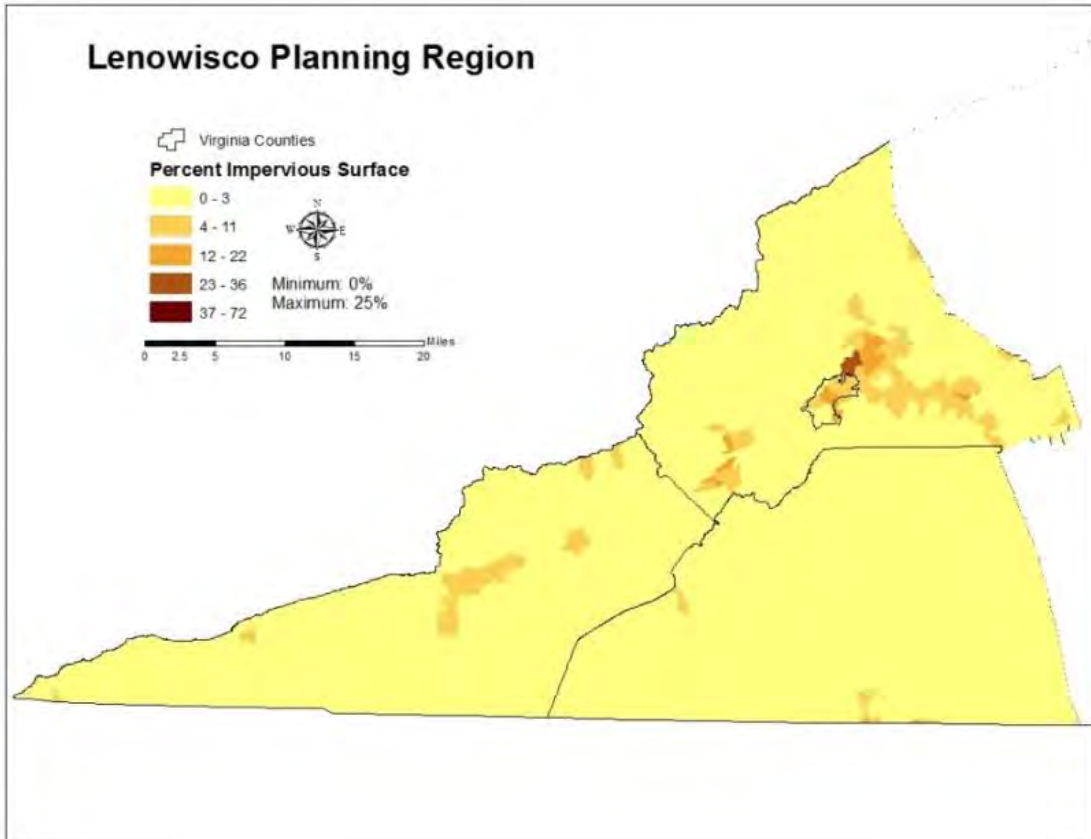 Lenowisco Planning Region
Virginia Counties
Percent Impervious Surface
0 - 3
4 - 11
12 - 22
23 - 36
37 - 72
N
W E
S
Minimum: 0%
Maximum: 25%
Miles
0 2.5 5 10 15 20